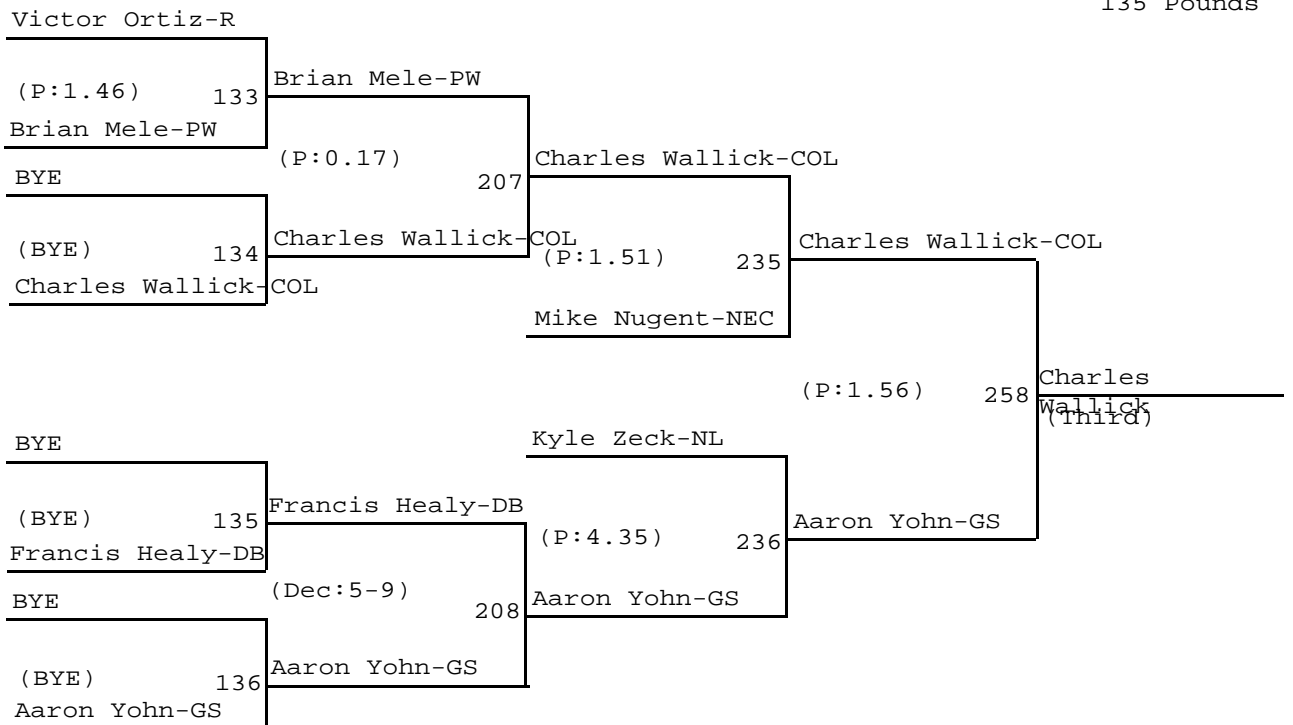 135 Pounds
Victor Ortiz-R
(P:1.46)
133
Brian Mele-PW
Brian Mele-PW
BYE
(P:0.17)
207
Charles Wallick-COL
(BYE)
134
Charles Wallick-COL
Charles Wallick-COL
(P:1.51)
235
Charles Wallick-COL
Mike Nugent-NEC
(P:1.56)
258
Charles
Wallick
(Third)
BYE
Kyle Zeck-NL
(BYE)
135
Francis Healy-DB
Francis Healy-DB
(P:4.35)
236
Aaron Yohn-GS
BYE
(Dec:5-9)
208
Aaron Yohn-GS
(BYE)
136
Aaron Yohn-GS
Aaron Yohn-GS